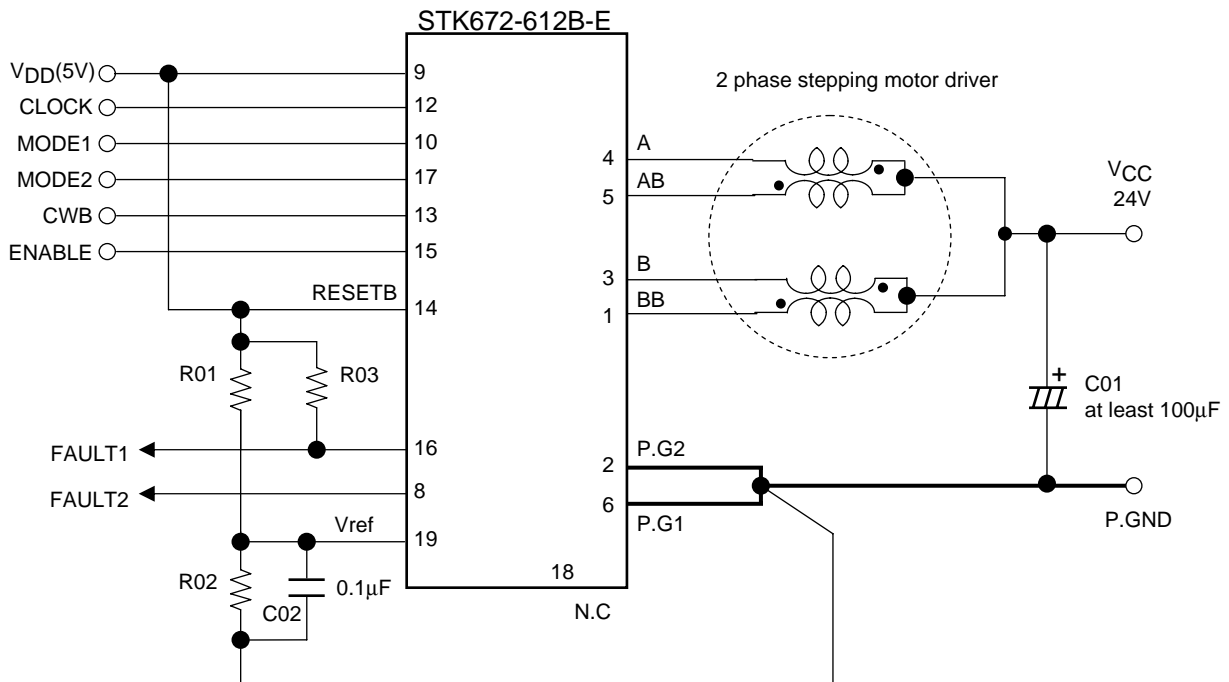 STK672-612B-E
VDD(5V)
9
CLOCK
12
MODE1
10
MODE2
17
CWB
13
ENABLE
15
RESETB
14
R01
R03
FAULT1
16
FAULT2
8
Vref
19
R02
C02
0.1µF
18
N.C
2 phase stepping motor driver
4
A
5
AB
3
B
1
BB
VCC
24V
C01
at least 100µF
2
P.G2
6
P.G1
P.GND
+